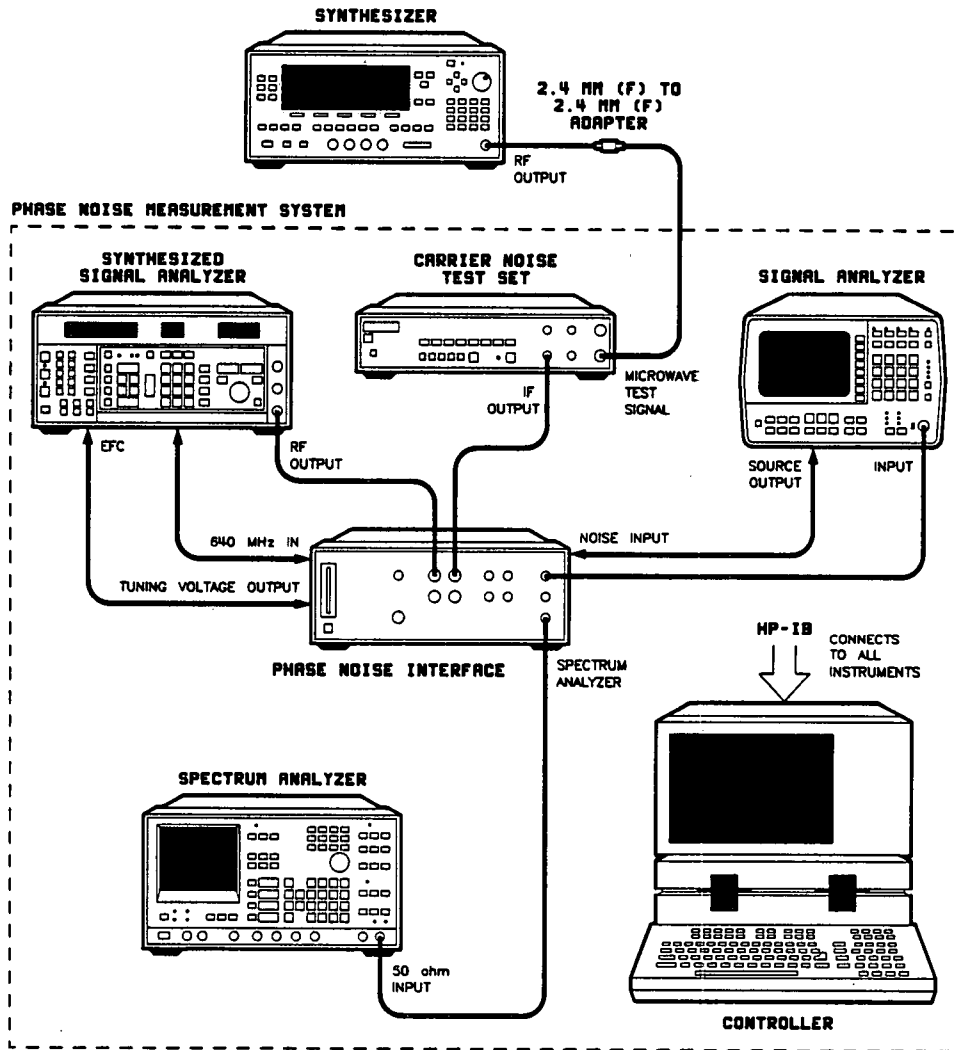 SYNTHESIZER
2.4 MM (F) TO
2.4 MM (F)
ADAPTER
RF
OUTPUT
PHASE NOISE MEASUREMENT SYSTEM
SYNTHESIZED
SIGNAL ANALYZER
CARRIER NOISE
TEST SET
SIGNAL ANALYZER
MICROWAVE
TEST
SIGNAL
IF
OUTPUT
EFC
RF
OUTPUT
SOURCE
OUTPUT
INPUT
640 MHz IN
NOISE INPUT
TUNING VOLTAGE OUTPUT
PHASE NOISE INTERFACE
SPECTRUM
ANALYZER
HP-IB
CONNECTS
TO ALL
INSTRUMENTS
SPECTRUM ANALYZER
50 ohm
INPUT
CONTROLLER